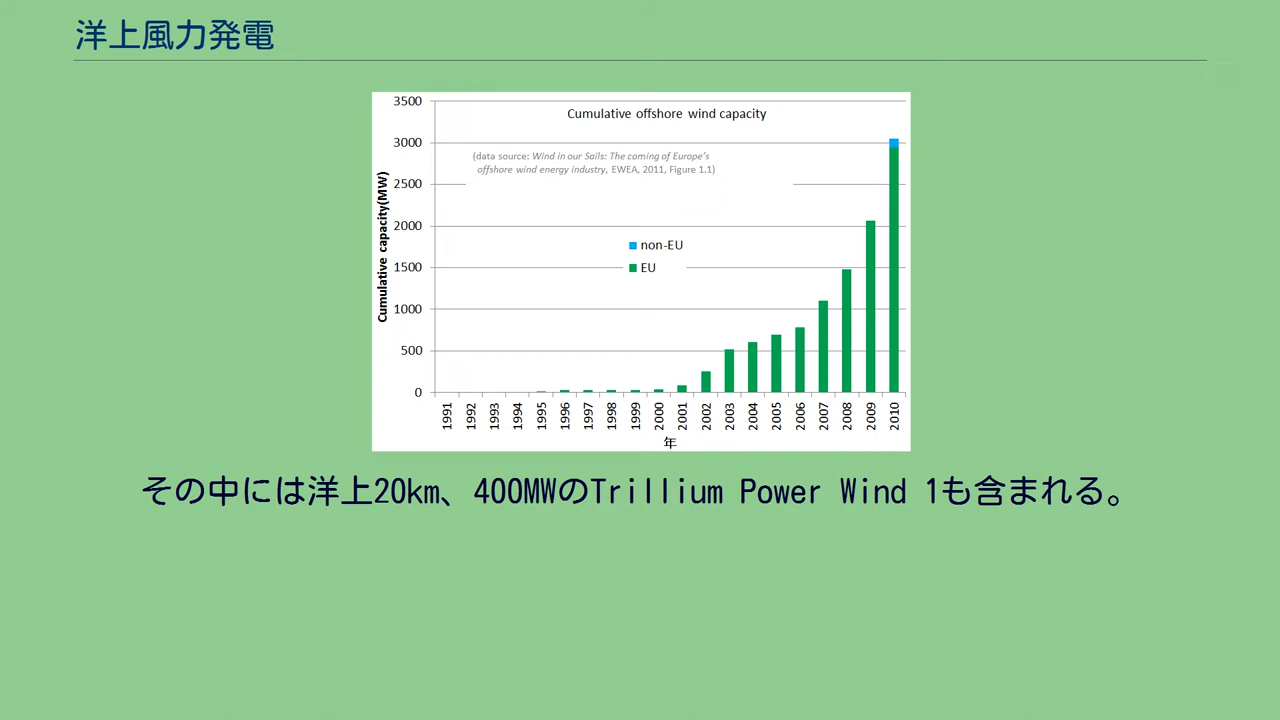 洋上風力発電
Cumulative offshore wind capacity
(data source: Wind in our Sails: The coming of Europe's
offshore wind energy industry, EWEA, 2011, Figure 1.1)
Cumulative capacity(MW)
3500
3000
2500
2000
1500
1000
500
0
non-EU
EU
1991 1992 1993 1994 1995 1996 1997 1998 1999 2000 2001 2002 2003 2004 2005 2006 2007 2008 2009 2010
年
その中には洋上20km、400MWのTrillium Power Wind 1も含まれる。